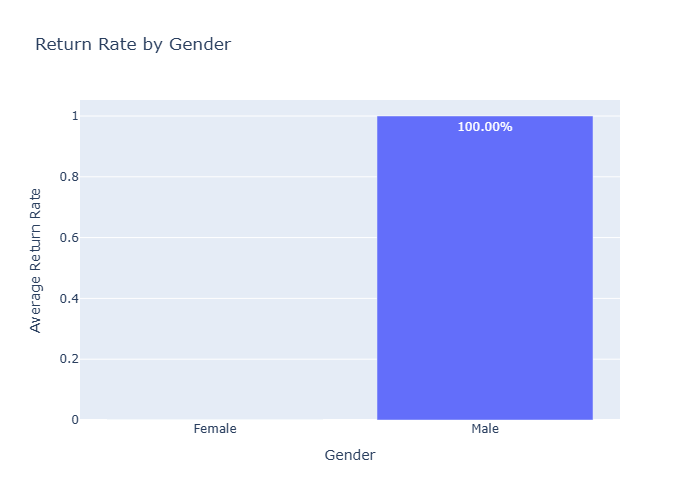 Return Rate by Gender
1
100.00%
0.8
0.6
0.4
0.2
0
Average Return Rate
Female
Male
Gender